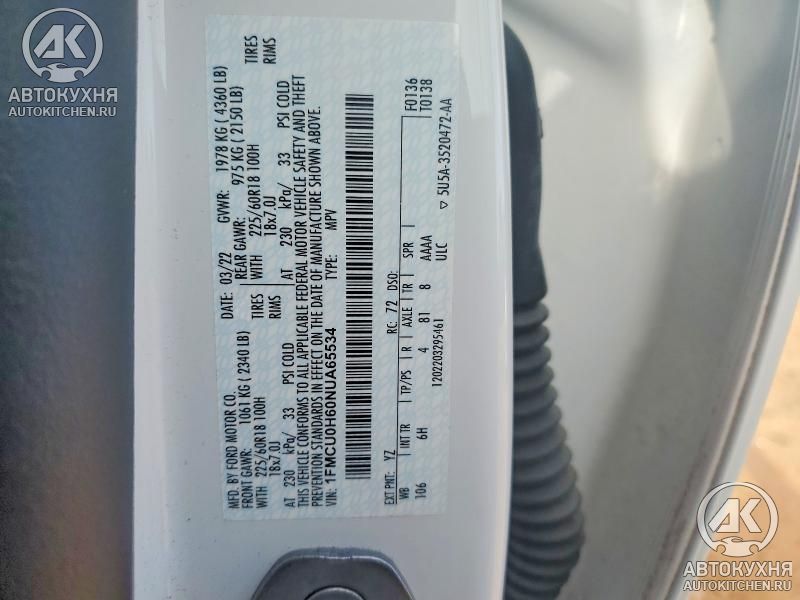 AK
АВТОКУХНЯ
AUTOKITCHEN.RU
MFD. BY FORD MOTOR CO.
DATE: 03/22 GVWR: 1978 KG ( 4360 LB)
FRONT GAWR: 1061 KG ( 2340 LB)
REAR GAWR: 975 KG ( 2150 LB)
WITH 225/60R18 100H TIRES
WITH 225/60R18 100H TIRES
18x7.0J RIMS
18x7.0J RIMS
AT 230 kPa/ 33 PSI COLD
AT 230 kPa/ 33 PSI COLD
THIS VEHICLE CONFORMS TO ALL APPLICABLE FEDERAL MOTOR VEHICLE SAFETY AND THEFT
PREVENTION STANDARDS IN EFFECT ON THE DATE OF MANUFACTURE SHOWN ABOVE.
VIN: 1FMCU0H60NUA65534
TYPE: MPV
EXT PNT: YZ RC: 72 DSO: F0136
T0138
WB INT TR TP/PS R AXLE TR SPR
106 6H 4 81 8 AAAA
ULC
1202203295461
▽ 5U5A-3520472-AA
AK
АВТОКУХНЯ
AUTOKITCHEN.RU